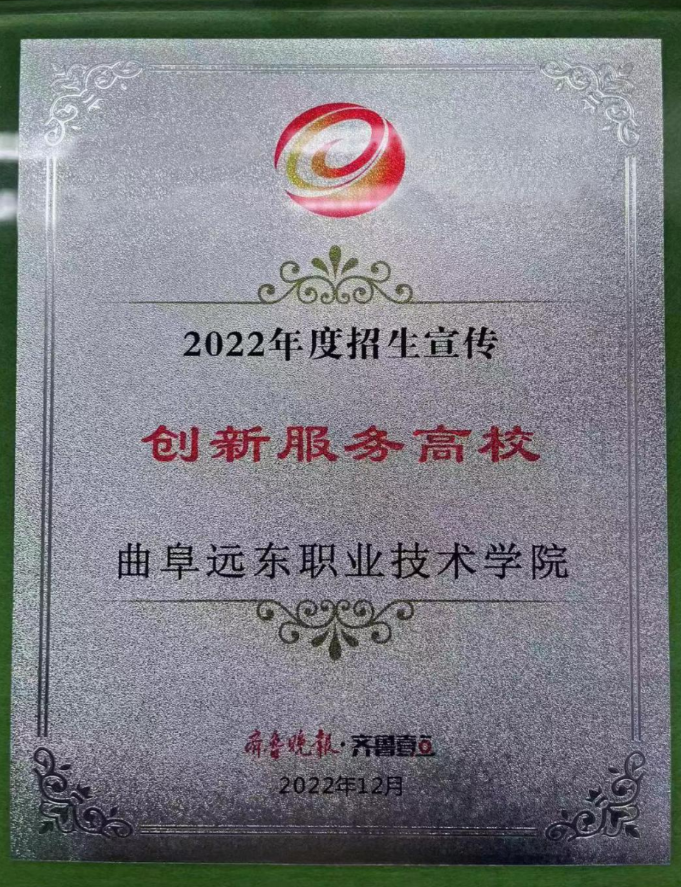 2022年度招生宣传
创新服务高校
曲阜远东职业技术学院
齐鲁晚报·齐鲁壹点
2022年12月